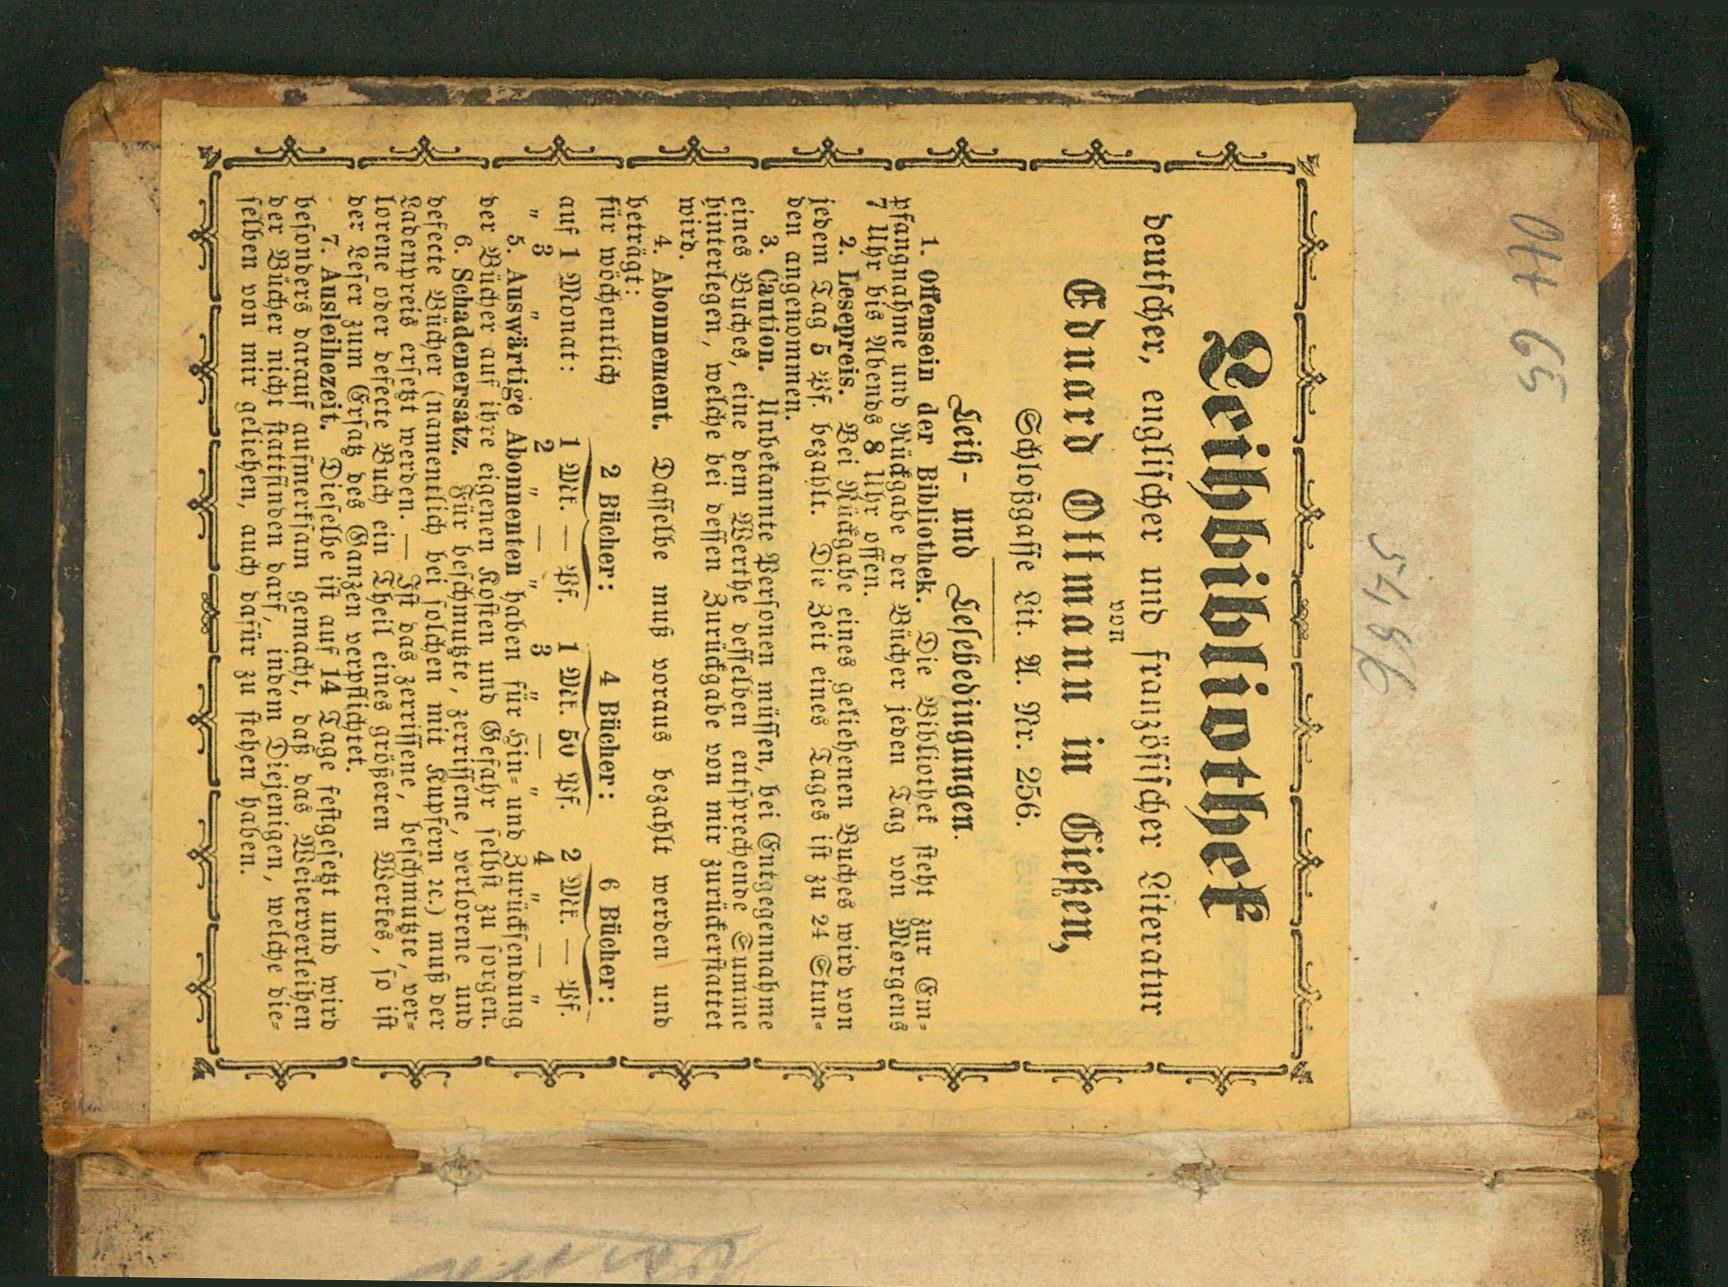 OH 65
5486
Leihbibliothek
deutscher, englischer und französischer Literatur
von
Eduard Ottmann in Gießen,
Schloßgasse Lit. A. Nr. 256.
Leih- und Lesebedingungen.
1. Offensein der Bibliothek. Die Bibliothek steht zur Em-
pfangnahme und Rückgabe der Bücher jeden Tag von Morgens
7 Uhr bis Abends 8 Uhr offen.
2. Lesepreis. Bei Rückgabe eines geliehenen Buches wird von
jedem Tag 5 Pf. bezahlt. Die Zeit eines Tages ist zu 24 Stun-
den angenommen.
3. Caution. Unbekannte Personen müssen, bei Entgegennahme
eines Buches, eine dem Werthe desselben entsprechende Summe
hinterlegen, welche bei dessen Zurückgabe von mir zurückerstattet
wird.
4. Abonnement. Dasselbe muß voraus bezahlt werden und
beträgt:
für wöchentlich 2 Bücher: 4 Bücher: 6 Bücher:
auf 1 Monat: 1 Mk. — Pf. 1 Mk. 50 Pf. 2 Mk. — Pf.
" 3 " 2 " — " 3 " — " 4 " — "
5. Auswärtige Abonnenten haben für Hin- und Zurücksendung
der Bücher auf ihre eigenen Kosten und Gefahr selbst zu sorgen.
6. Schadenersatz. Für beschmutzte, zerrissene, verlorene und
defecte Bücher (namentlich bei solchen mit Kupfern ꝛc.) muß der
Ladenpreis ersetzt werden. — Ist das zerrissene, beschmutzte, ver-
lorene oder defecte Buch ein Theil eines größeren Werkes, so ist
der Leser zum Ersatz des Ganzen verpflichtet.
7. Ausleihezeit. Dieselbe ist auf 14 Tage festgesetzt und wird
besonders darauf aufmerksam gemacht, daß das Weiterverleihen
der Bücher nicht stattfinden darf, indem Diejenigen, welche die-
selben von mir geliehen, auch dafür zu stehen haben.